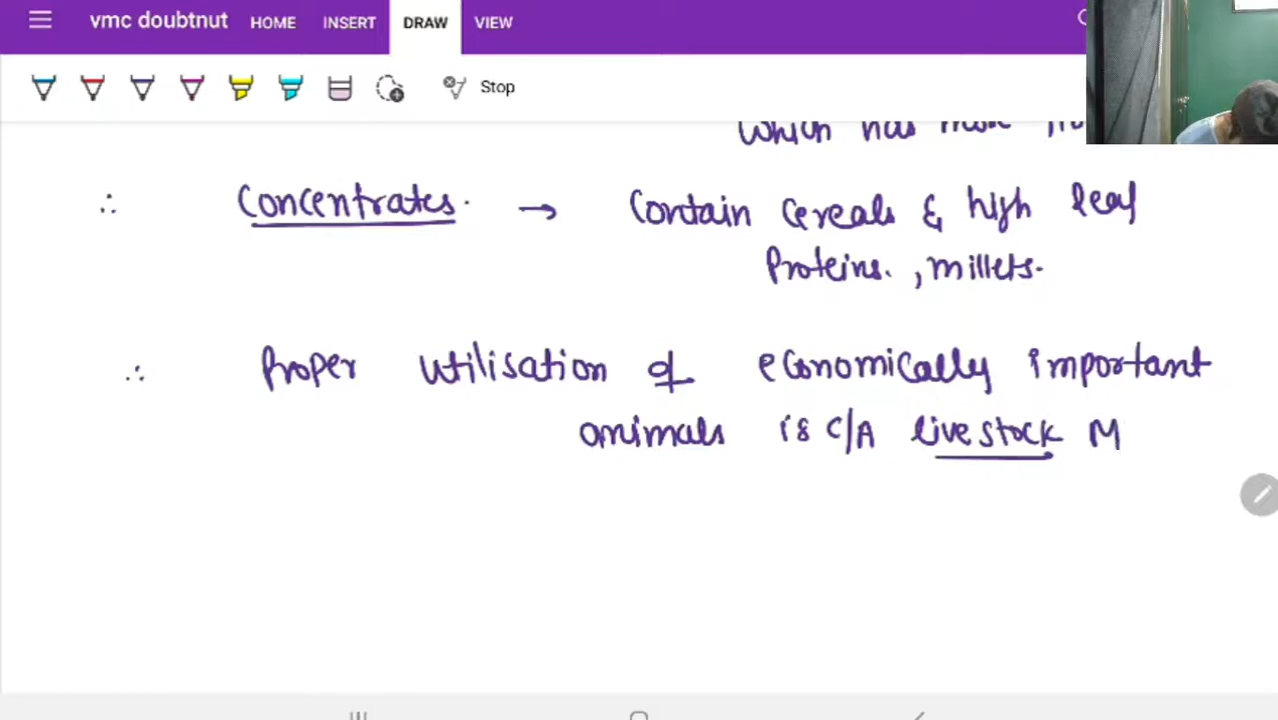 vmc doubtnut HOME INSERT DRAW VIEW
Stop
which has more
∴ Concentrates. → Contain cereals & high leaf
Proteins. , millets.
∴ Proper utilisation of economically important
animals is C/A livestock M